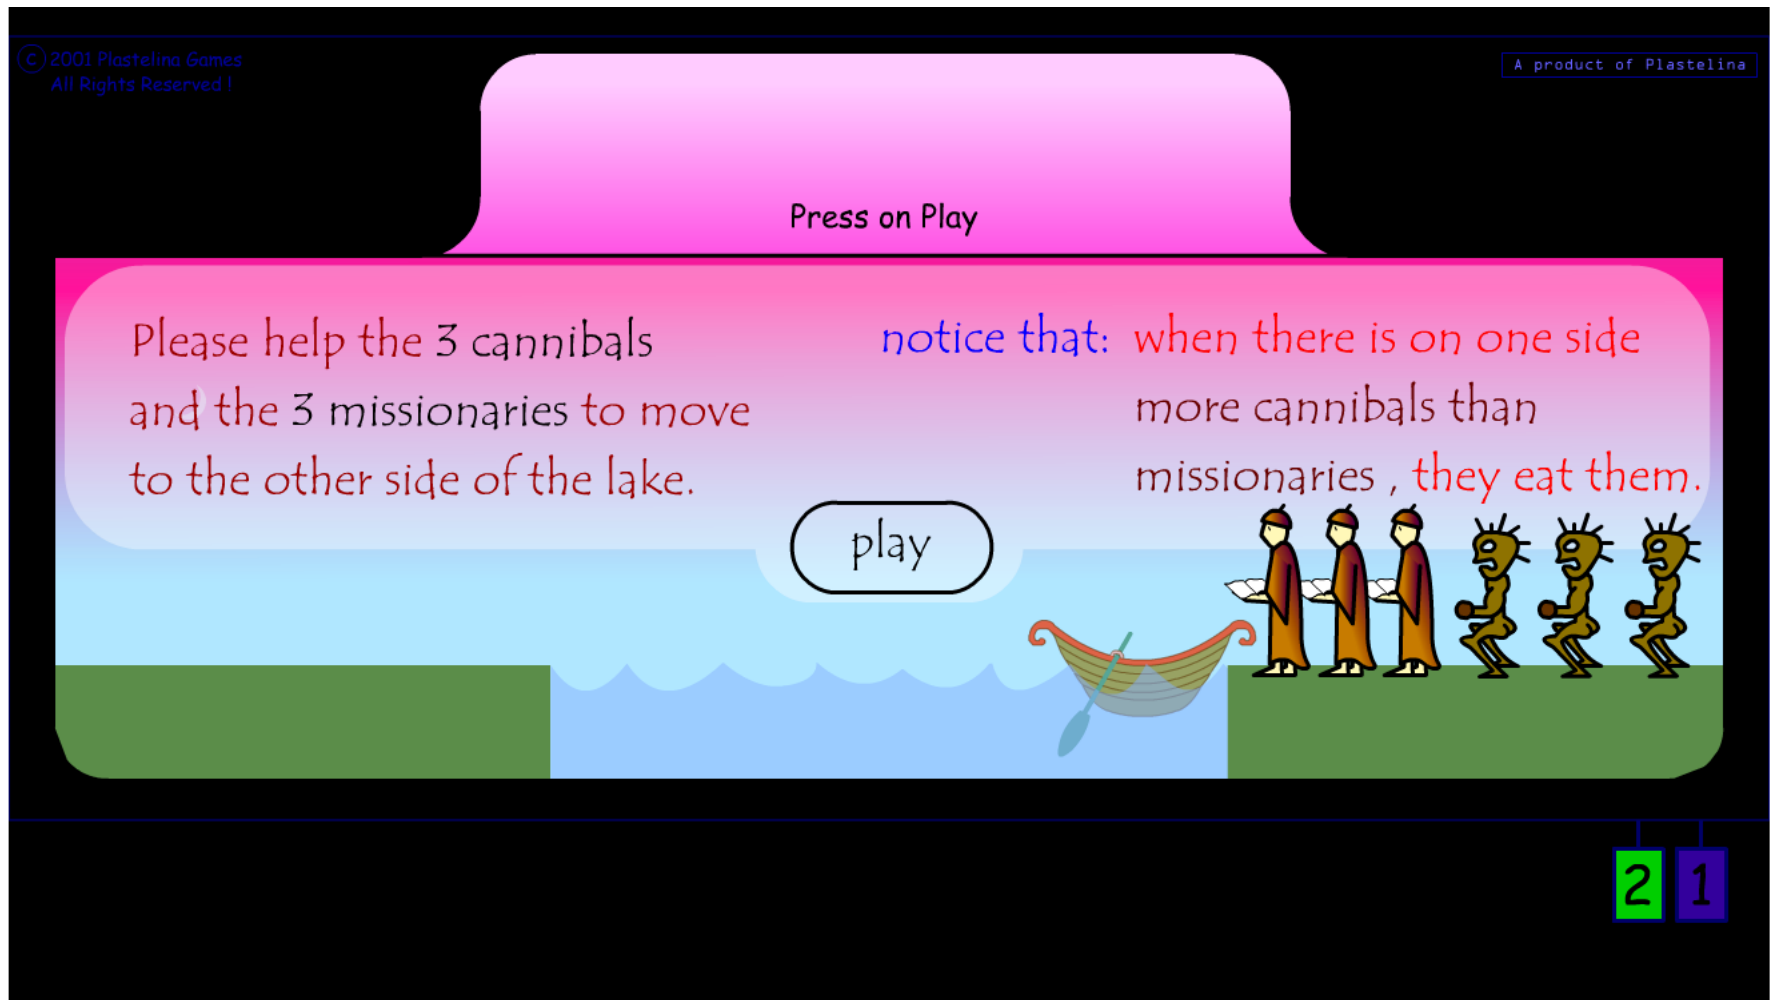 © 2001 Plastelina Games
All Rights Reserved !
A product of Plastelina
Press on Play
Please help the 3 cannibals
and the 3 missionaries to move
to the other side of the lake.
notice that: when there is on one side
more cannibals than
missionaries , they eat them.
play
2 1